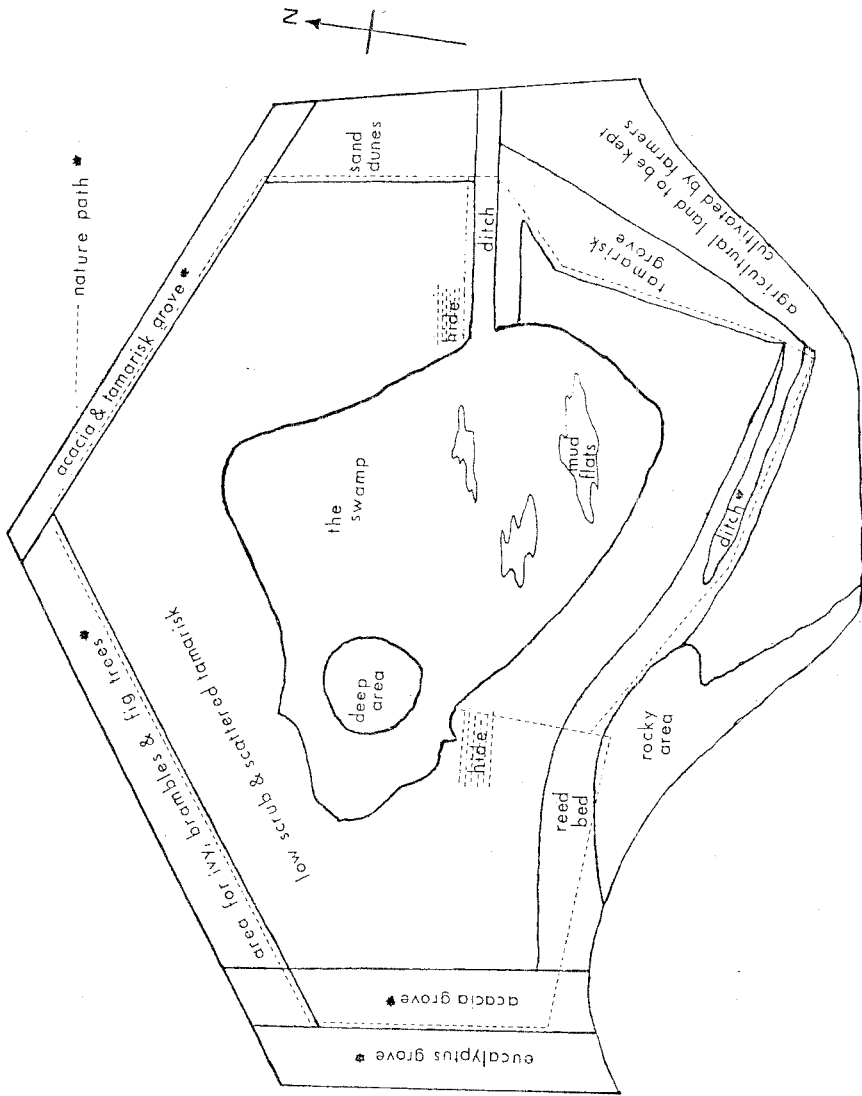 N
nature path *
acacia & tamarisk grove *
sand
dunes
ditch
hide
agricultural land to be kept
cultivated by farmers
tamarisk
grove
the
swamp
mud
flats
area for ivy, brambles & fig trees *
low scrub & scattered tamarisk
deep
area
hide
ditch *
rocky
area
reed
bed
acacia grove *
eucalyptus grove *